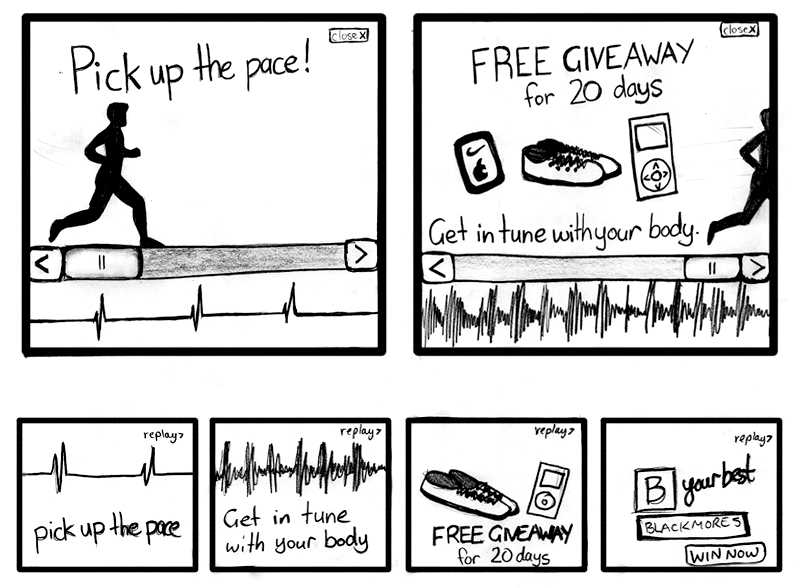 close X
Pick up the pace!
close X
FREE GIVEAWAY
for 20 days
Get in tune with your body.
replay>
pick up the pace
replay>
Get in tune
with your body
replay>
FREE GIVEAWAY
for 20 days
replay>
B your best
BLACKMORES
WIN NOW